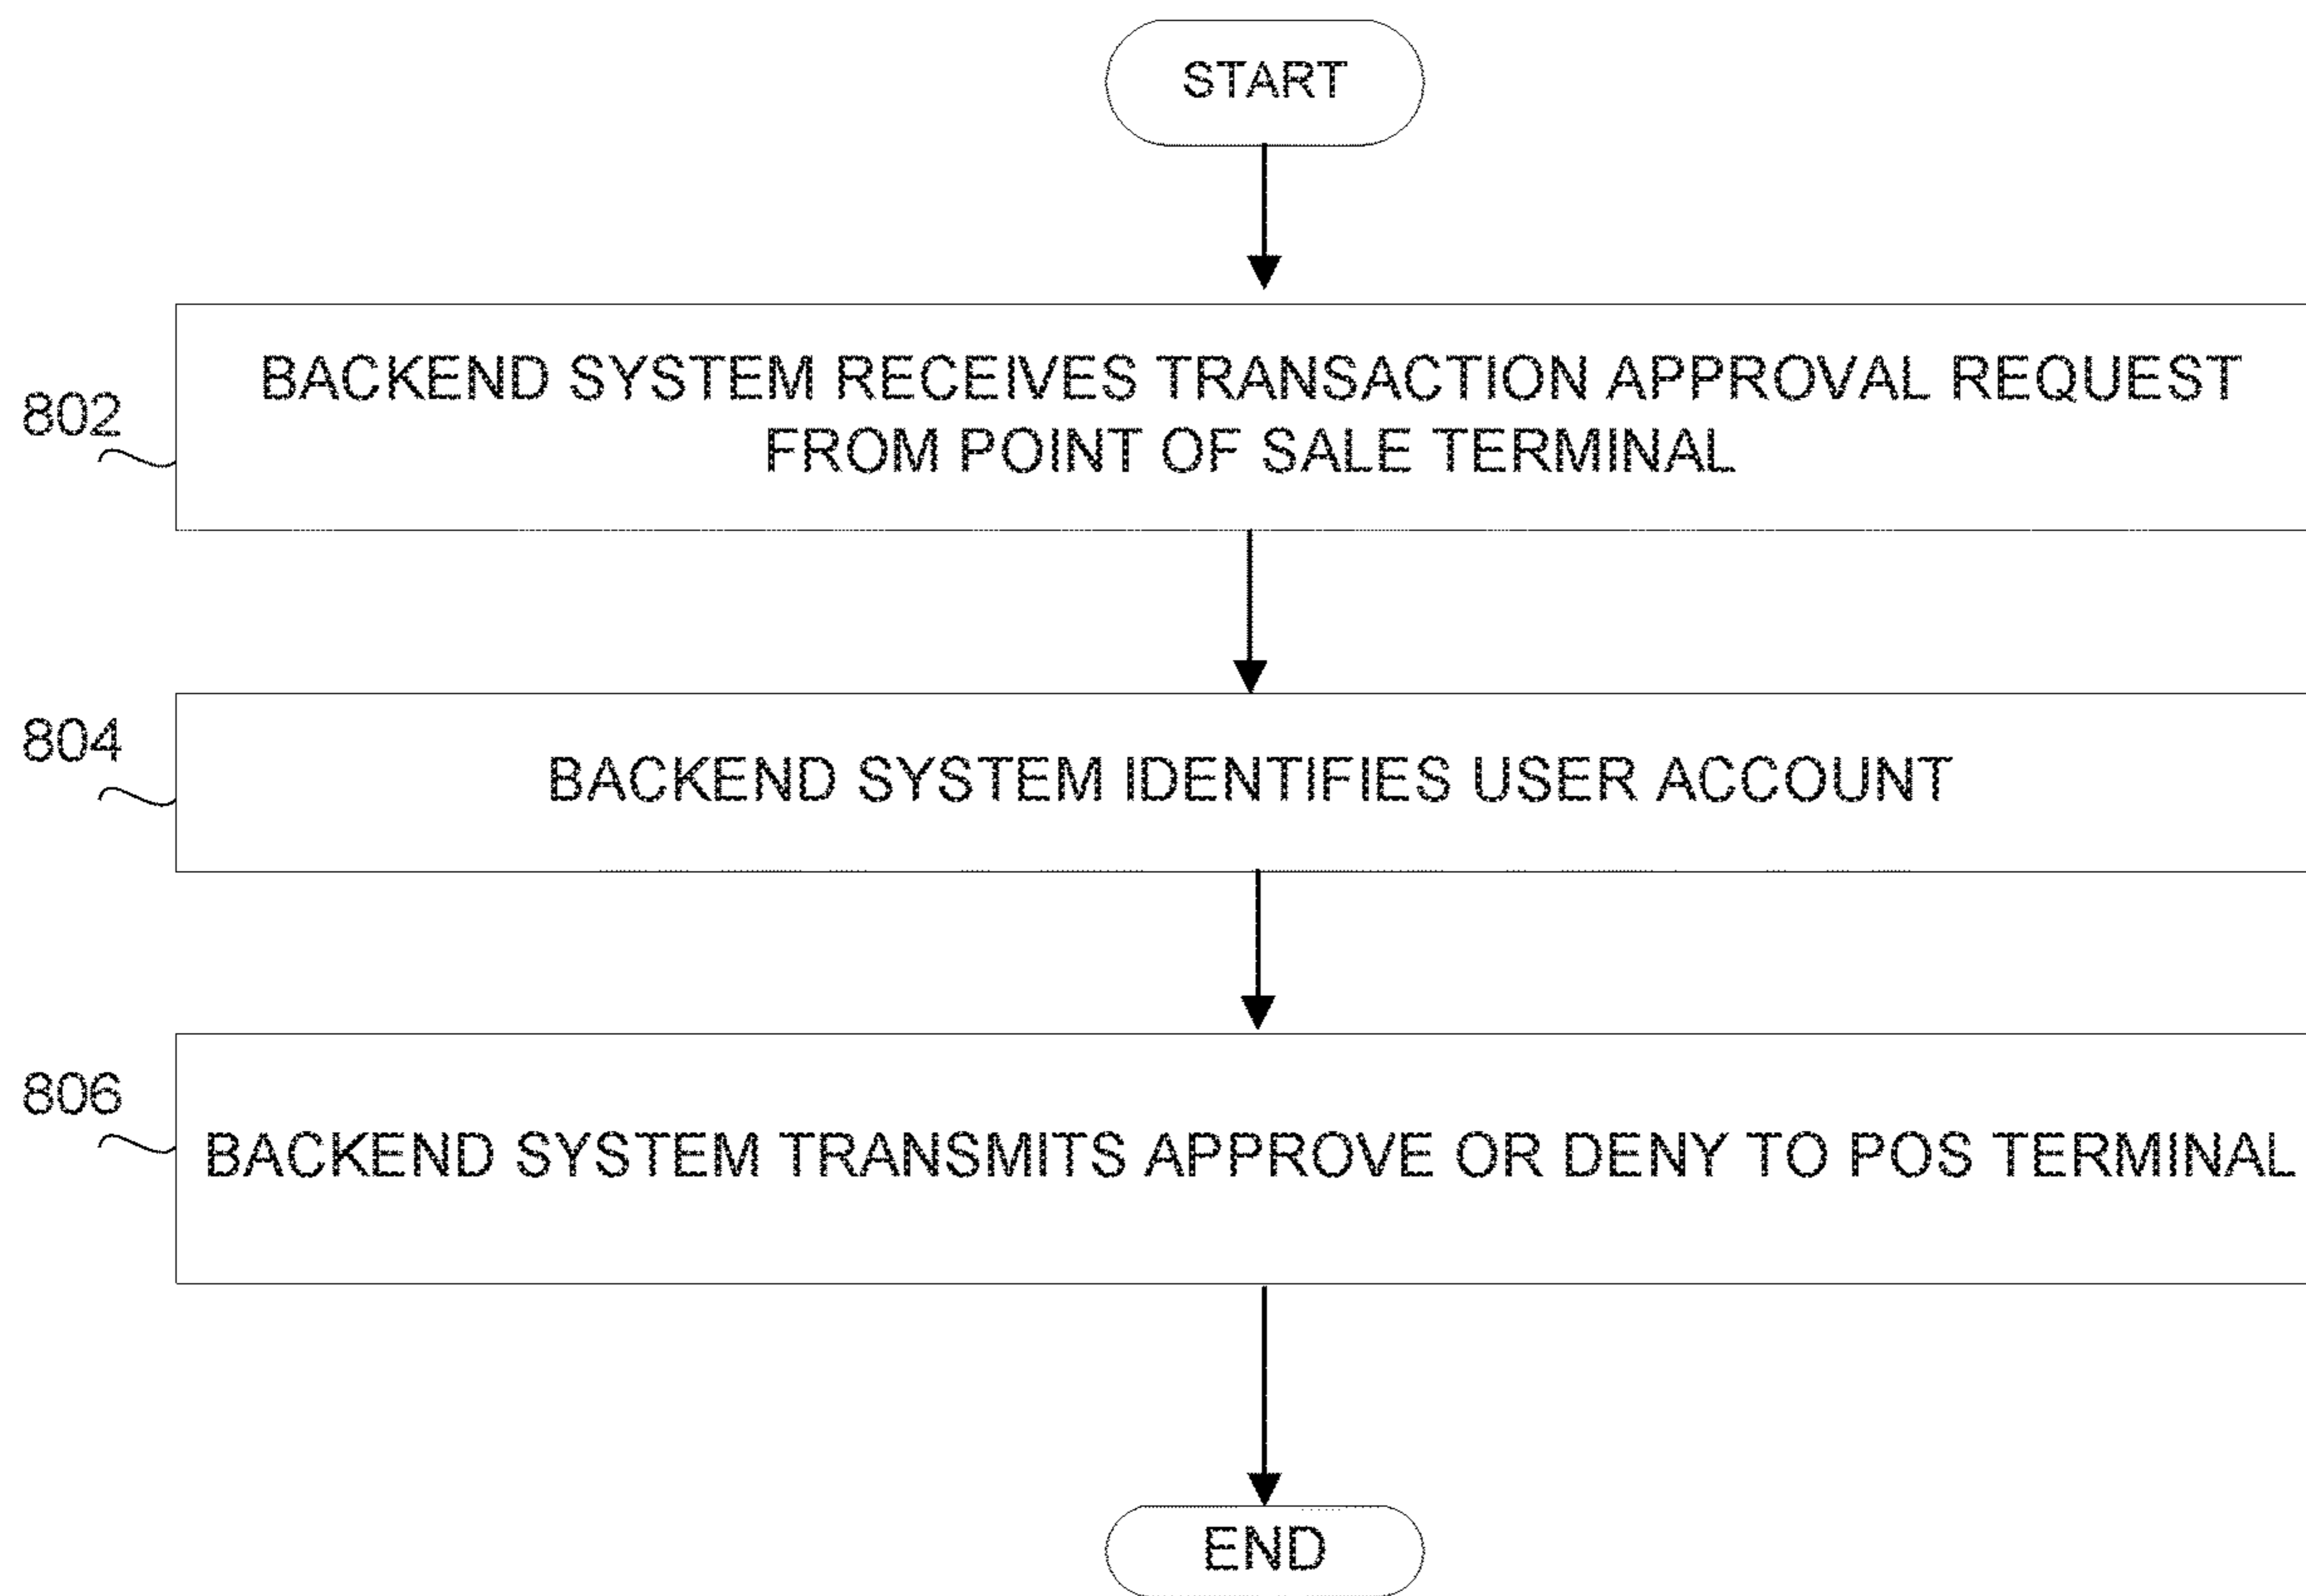 START
802
BACKEND SYSTEM RECEIVES TRANSACTION APPROVAL REQUEST
FROM POINT OF SALE TERMINAL
804
BACKEND SYSTEM IDENTIFIES USER ACCOUNT
806
BACKEND SYSTEM TRANSMITS APPROVE OR DENY TO POS TERMINAL
END